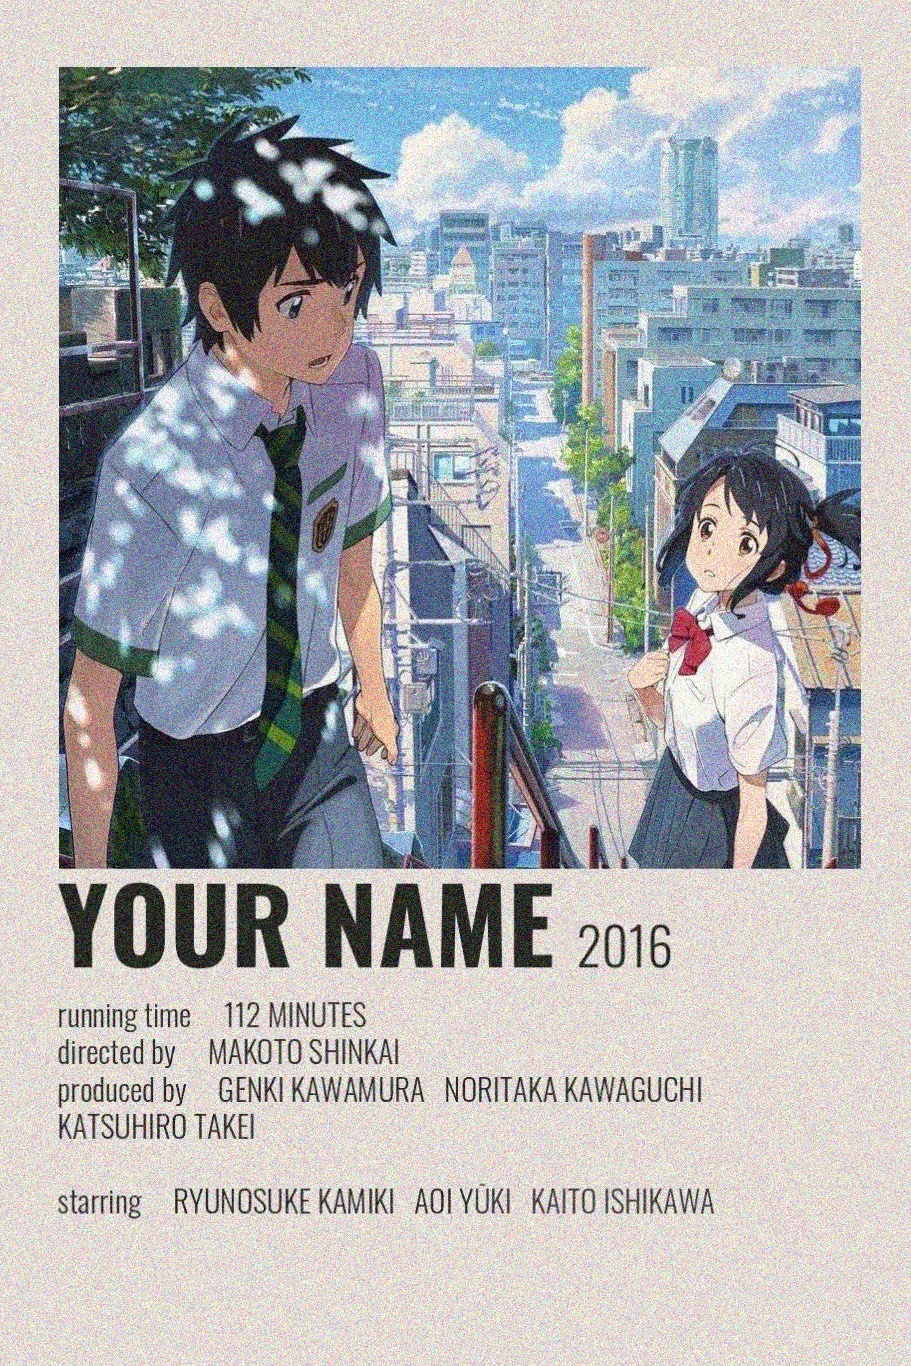 YOUR NAME 2016
running time 112 MINUTES
directed by MAKOTO SHINKAI
produced by GENKI KAWAMURA NORITAKA KAWAGUCHI
KATSUHIRO TAKEI
starring RYUNOSUKE KAMIKI AOI YŪKI KAITO ISHIKAWA